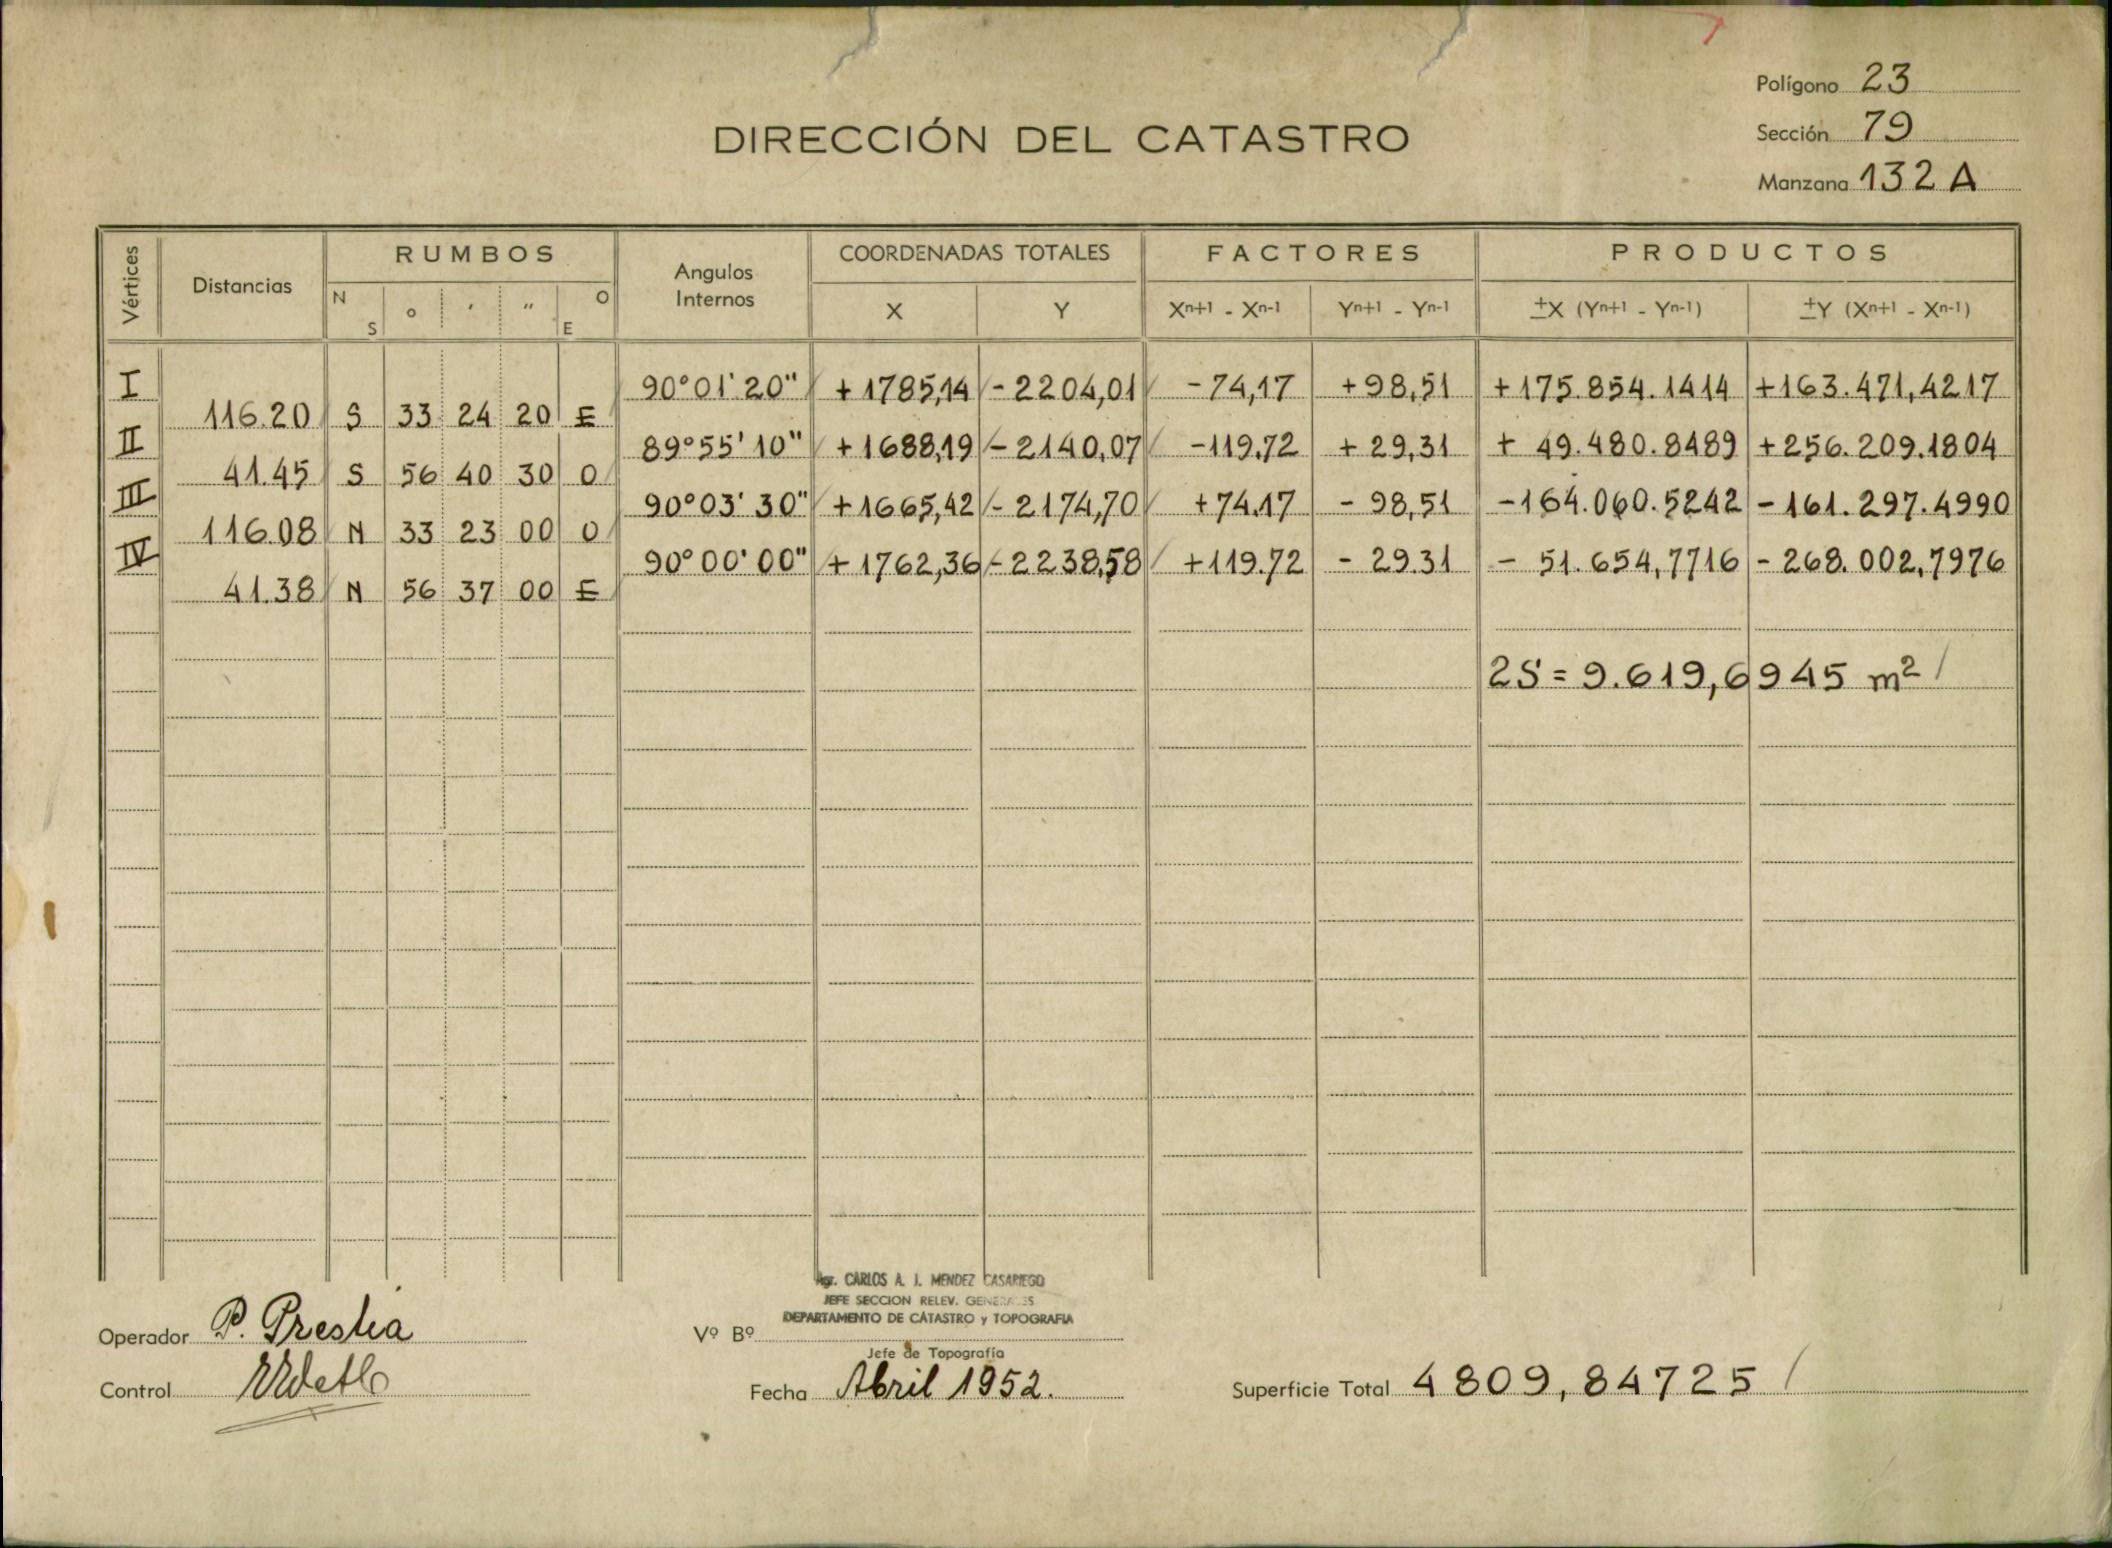 Polígono 23
DIRECCIÓN DEL CATASTRO
Sección 79
Manzana 132 A
Vértices
Distancias
RUMBOS
N S ° ' " O E
Angulos Internos
COORDENADAS TOTALES
X Y
FACTORES
Xn+1 - Xn-1 Yn+1 - Yn-1
PRODUCTOS
±X (Yn+1 - Yn-1) ±Y (Xn+1 - Xn-1)
I 90°01'20" +1785,14 -2204,01 -74,17 +98,51 +175.854.1414 +163.471,4217
116.20 S 33 24 20 E
II 89°55'10" +1688,19 -2140,07 -119.72 +29,31 +49.480.8489 +256.209.1804
41.45 S 56 40 30 O
III 90°03'30" +1665,42 -2174,70 +74.17 -98,51 -164.060.5242 -161.297.4990
116.08 N 33 23 00 O
IV 90°00'00" +1762,36 -2238,58 +119.72 -29.31 -51.654,7716 -268.002,7976
41.38 N 56 37 00 E
2S = 9.619,6945 m²
Agr. CARLOS A. J. MENDEZ CASARIEGO
JEFE SECCION RELEV. GENERALES
DEPARTAMENTO DE CATASTRO y TOPOGRAFIA
Operador P. Prestia
Vº Bº
Jefe de Topografía
Control
Fecha Abril 1952.
Superficie Total 4809,84725